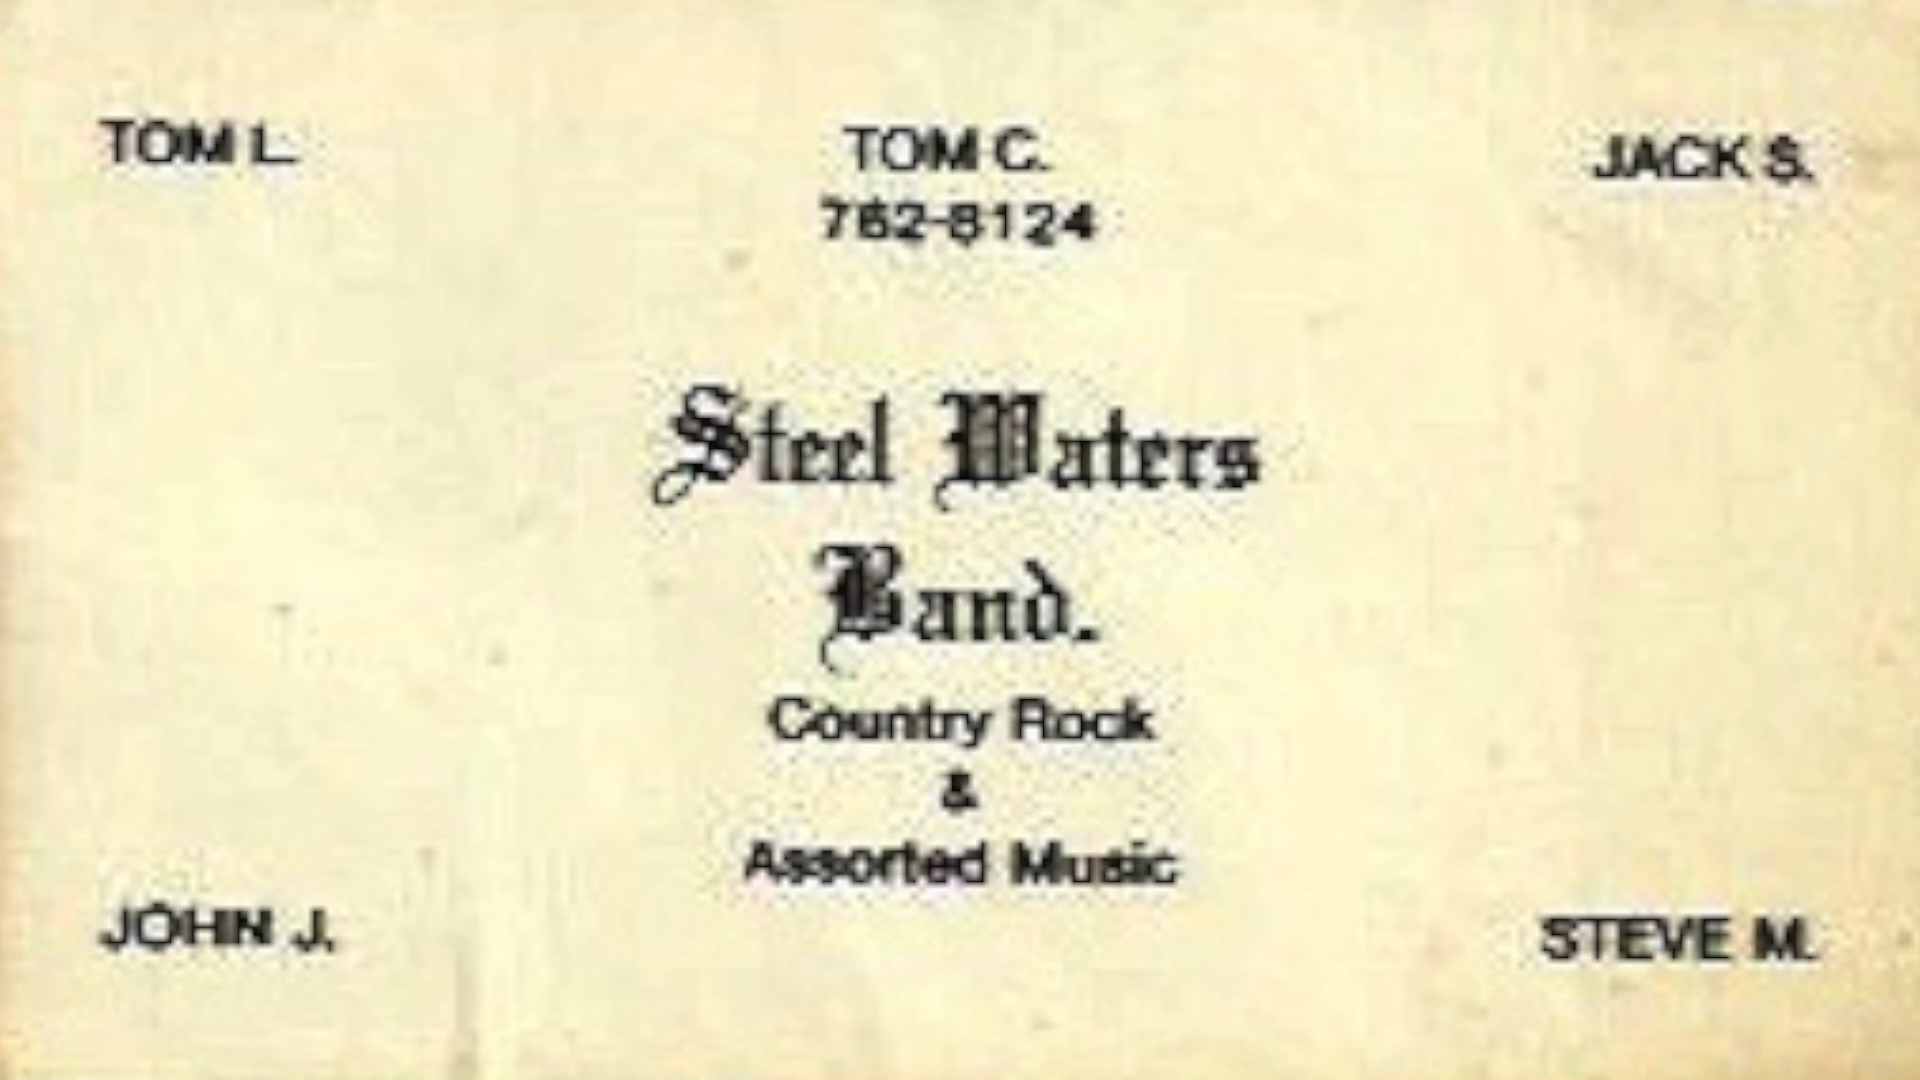 TOM L.
TOM C.
JACK S.
762-8124
Steel Waters
Band.
Country Rock
&
Assorted Music
JOHN J.
STEVE M.